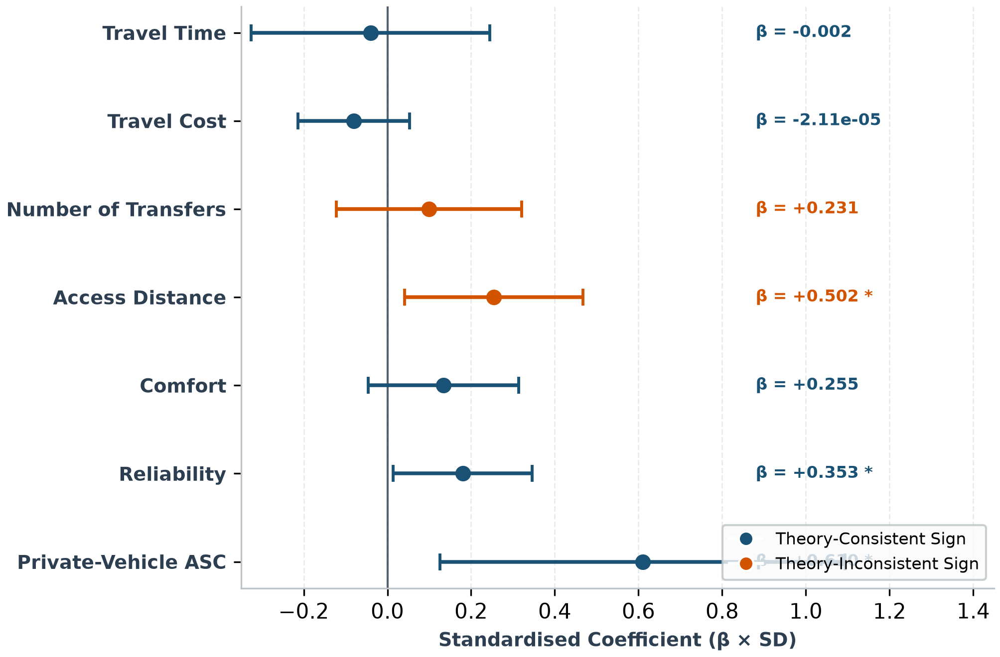 Travel Time
β = -0.002
Travel Cost
β = -2.11e-05
Number of Transfers
β = +0.231
Access Distance
β = +0.502 *
Comfort
β = +0.255
Reliability
β = +0.353 *
Theory-Consistent Sign
Private-Vehicle ASC
β = +0.610 *
Theory-Inconsistent Sign
−0.2 0.0 0.2 0.4 0.6 0.8 1.0 1.2 1.4
Standardised Coefficient (β × SD)